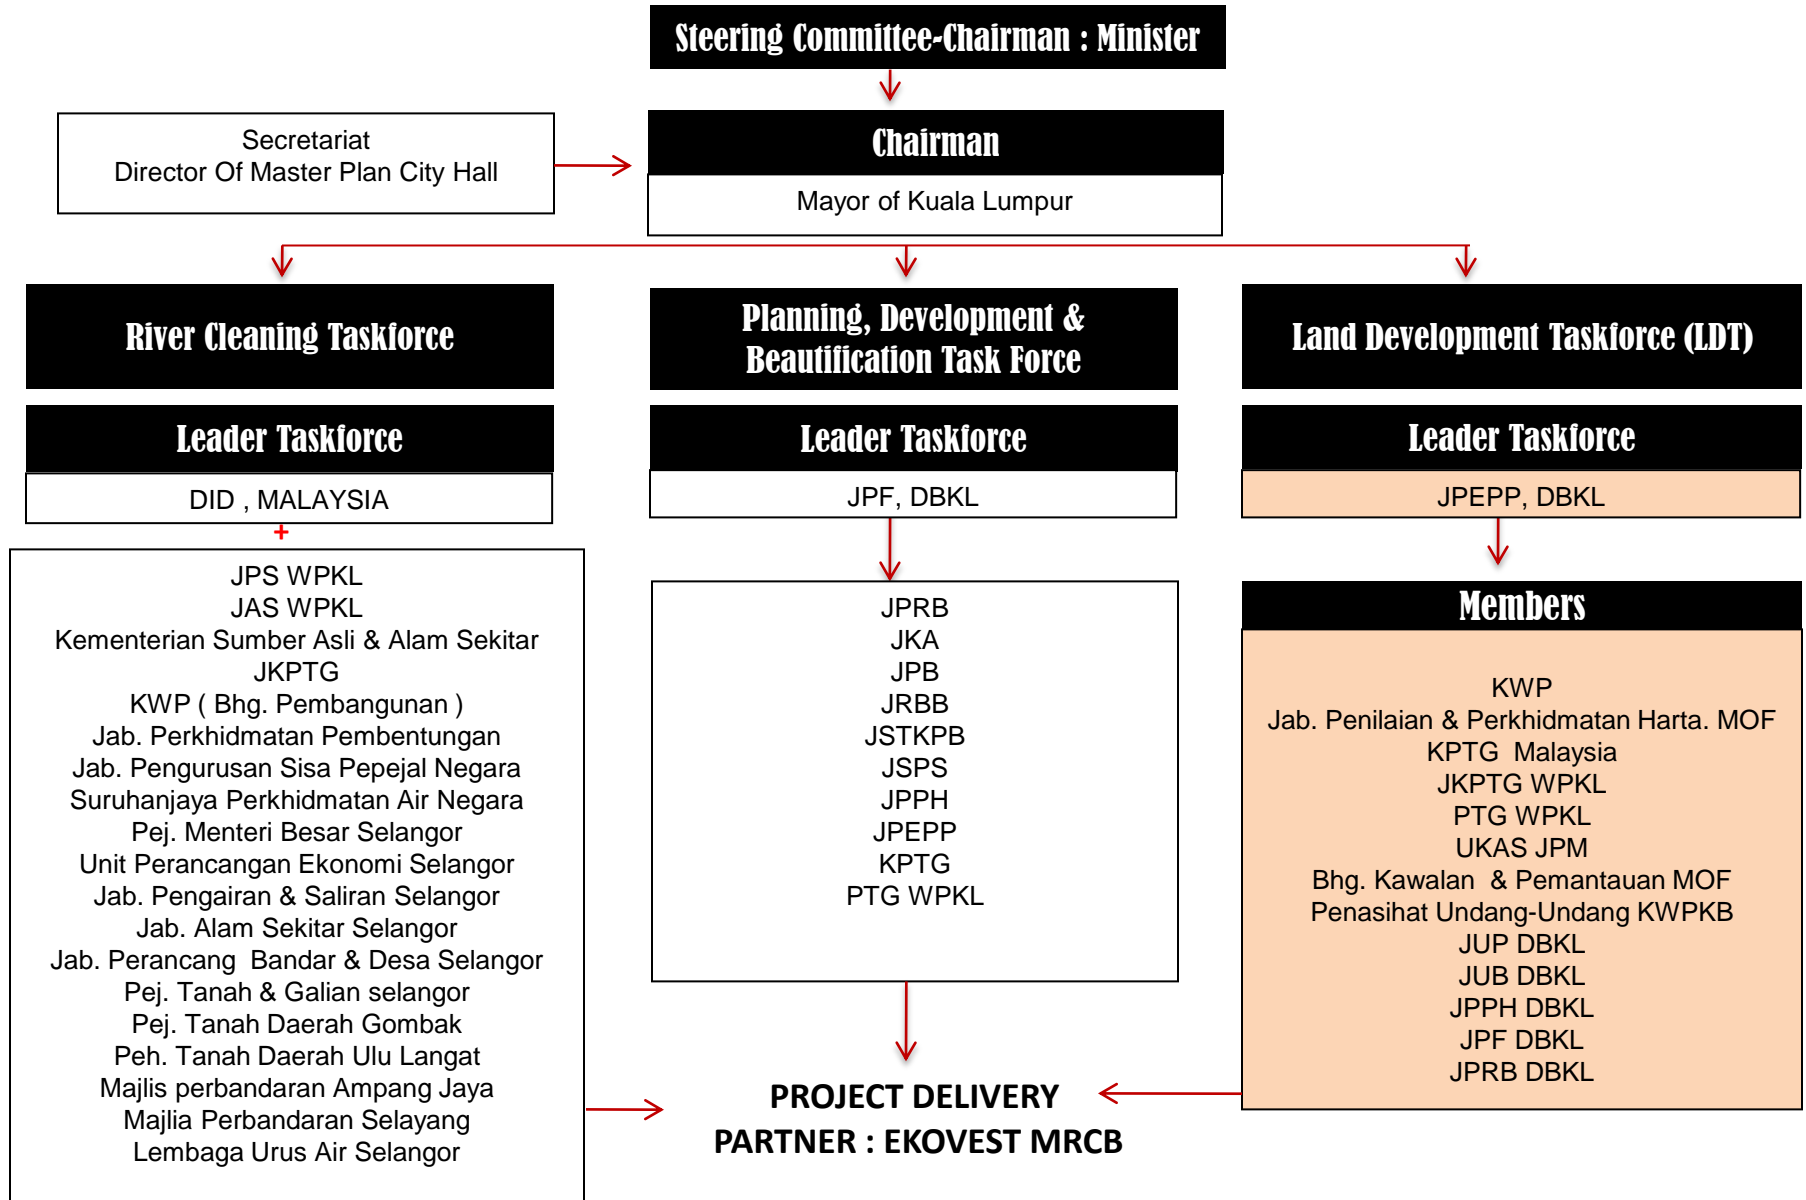 Steering Committee-Chairman : Minister
Secretariat
Director Of Master Plan City Hall
Chairman
Mayor of Kuala Lumpur
River Cleaning Taskforce
Leader Taskforce
DID , MALAYSIA
+
JPS WPKL
JAS WPKL
Kementerian Sumber Asli & Alam Sekitar
JKPTG
KWP ( Bhg. Pembangunan )
Jab. Perkhidmatan Pembentungan
Jab. Pengurusan Sisa Pepejal Negara
Suruhanjaya Perkhidmatan Air Negara
Pej. Menteri Besar Selangor
Unit Perancangan Ekonomi Selangor
Jab. Pengairan & Saliran Selangor
Jab. Alam Sekitar Selangor
Jab. Perancang Bandar & Desa Selangor
Pej. Tanah & Galian selangor
Pej. Tanah Daerah Gombak
Peh. Tanah Daerah Ulu Langat
Majlis perbandaran Ampang Jaya
Majlia Perbandaran Selayang
Lembaga Urus Air Selangor
Planning, Development &
Beautification Task Force
Leader Taskforce
JPF, DBKL
JPRB
JKA
JPB
JRBB
JSTKPB
JSPS
JPPH
JPEPP
KPTG
PTG WPKL
Land Development Taskforce (LDT)
Leader Taskforce
JPEPP, DBKL
Members
KWP
Jab. Penilaian & Perkhidmatan Harta. MOF
KPTG Malaysia
JKPTG WPKL
PTG WPKL
UKAS JPM
Bhg. Kawalan & Pemantauan MOF
Penasihat Undang-Undang KWPKB
JUP DBKL
JUB DBKL
JPPH DBKL
JPF DBKL
JPRB DBKL
PROJECT DELIVERY
PARTNER : EKOVEST MRCB